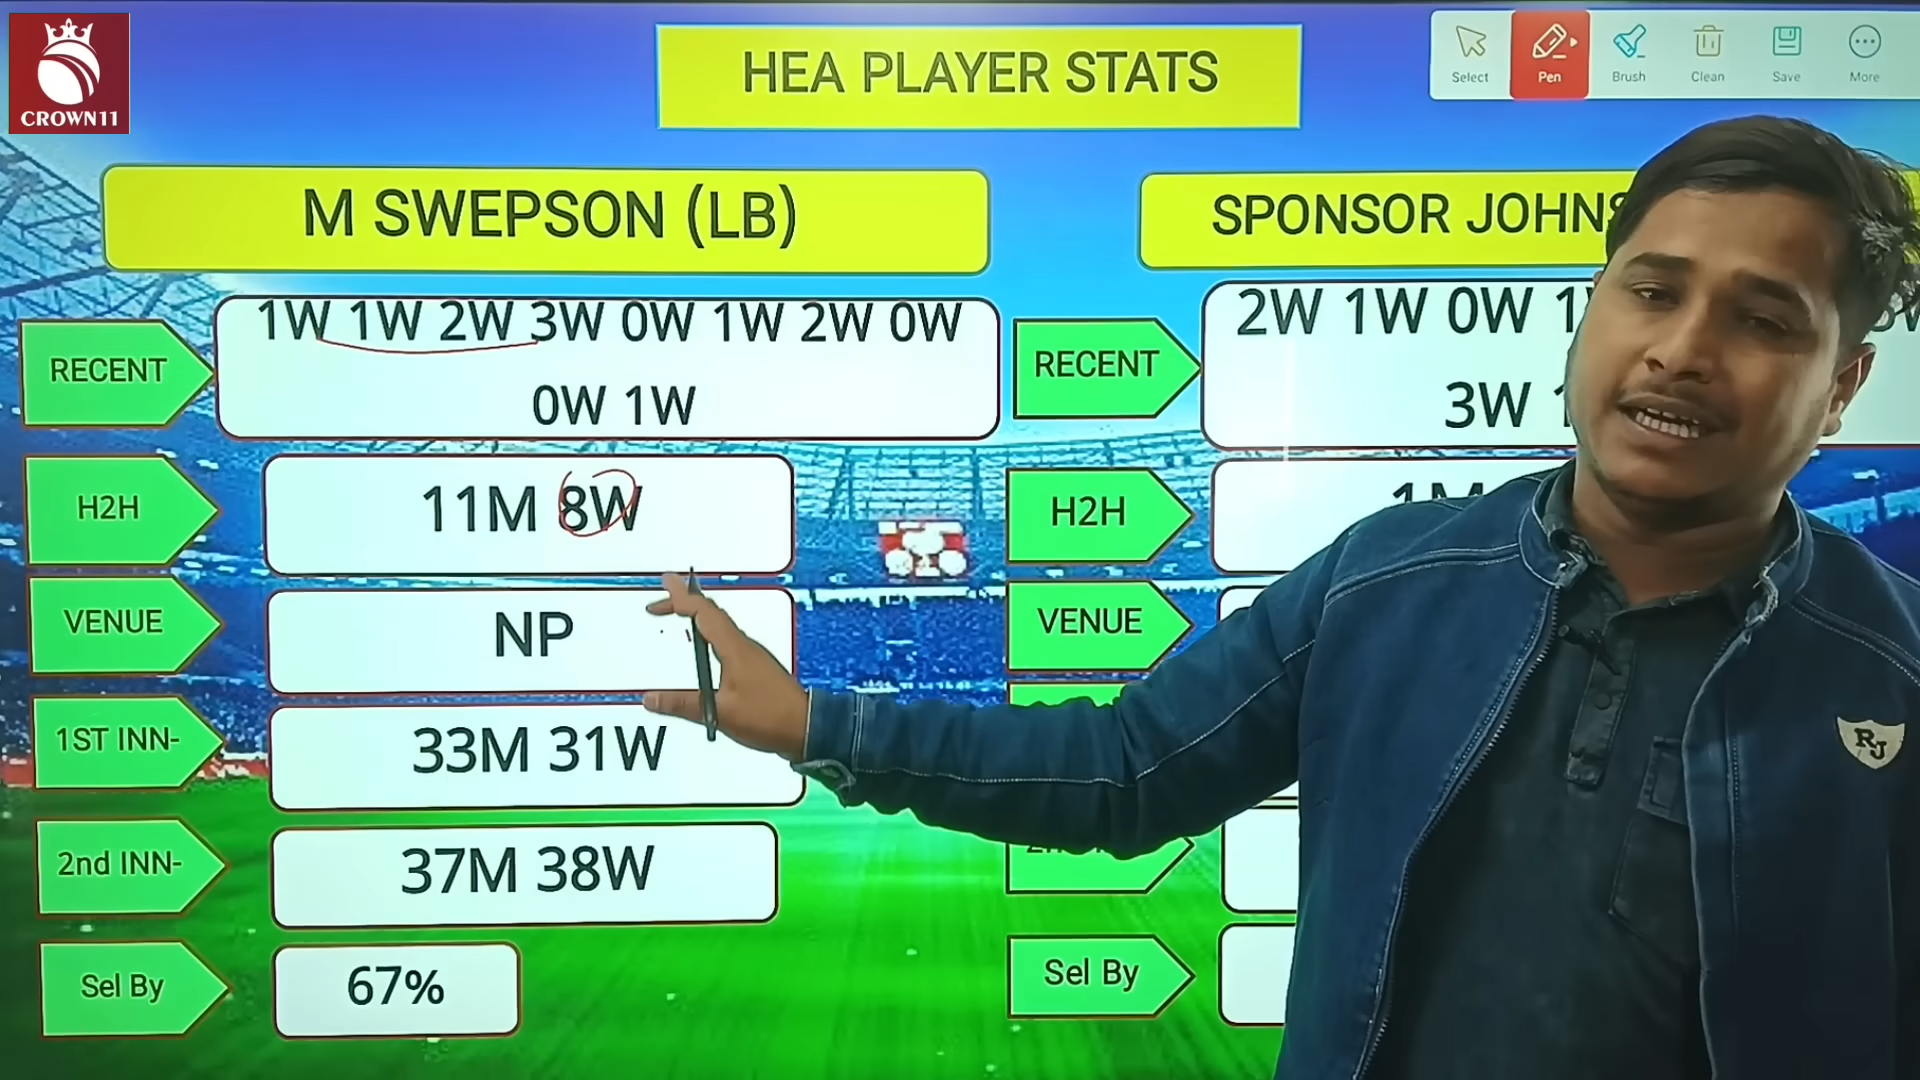 CROWN11
HEA PLAYER STATS
Select
Pen
Brush
Clean
Save
More
M SWEPSON (LB)
RECENT
1W 1W 2W 3W 0W 1W 2W 0W
0W 1W
H2H
11M 8W
VENUE
NP
1ST INN-
33M 31W
2nd INN-
37M 38W
Sel By
67%
SPONSOR
RECENT
2W 1W 0W
3W
H2H
VENUE
Sel By
RJ